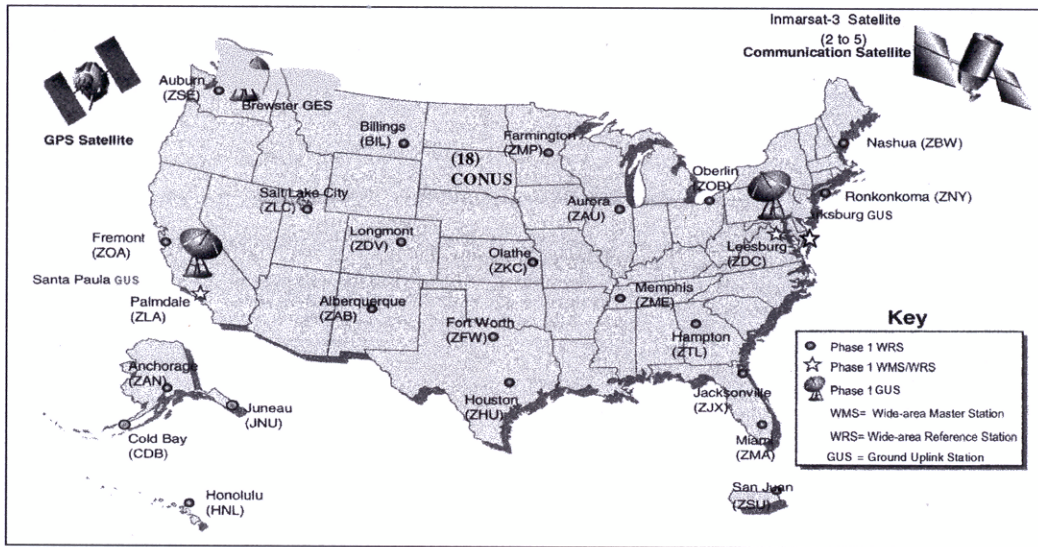 Inmarsat-3 Satellite
(2 to 5)
Communication Satellite
GPS Satellite
Auburn
(ZSE)
Brewster GES
Billings
(BIL)
Farmington
(ZMP)
(18)
CONUS
Nashua (ZBW)
Oberlin
(ZOB)
Ronkonkoma (ZNY)
GUS
Salt Lake City
(ZLC)
Aurora
(ZAU)
Fremont
(ZOA)
Longmont
(ZDV)
Olathe
(ZKC)
Leesburg
(ZDC)
Santa Paula GUS
Palmdale
(ZLA)
Alberquerque
(ZAB)
Memphis
(ZME)
Fort Worth
(ZFW)
Hampton
(ZTL)
Houston
(ZHU)
Jacksonville
(ZJX)
Miami
(ZMA)
San Juan
(ZSU)
Anchorage
(ZAN)
Juneau
(JNU)
Cold Bay
(CDB)
Honolulu
(HNL)
Key
Phase 1 WRS
Phase 1 WMS/WRS
Phase 1 GUS
WMS= Wide-area Master Station
WRS= Wide-area Reference Station
GUS = Ground Uplink Station